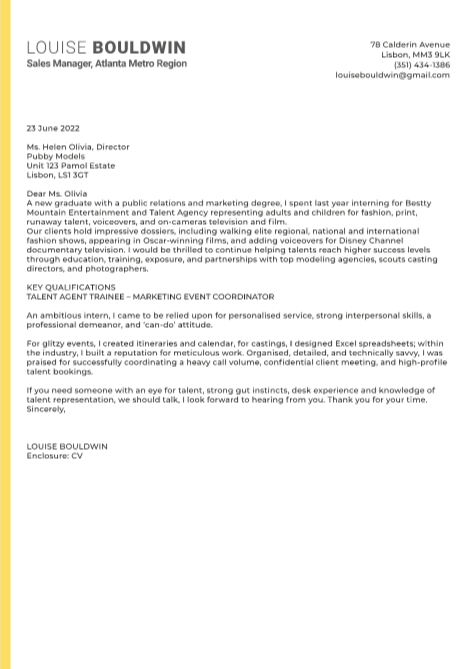 LOUISE BOULDWIN
Sales Manager, Atlanta Metro Region
78 Calderin Avenue
Lisbon, MM3 9LK
(351) 434-1386
louisebouldwin@gmail.com
23 June 2022
Ms. Helen Olivia, Director
Pubby Models
Unit 123 Pamol Estate
Lisbon, LS1 3GT
Dear Ms. Olivia
A new graduate with a public relations and marketing degree, I spent last year interning for Bestty
Mountain Entertainment and Talent Agency representing adults and children for fashion, print,
runaway talent, voiceovers, and on-cameras television and film.
Our clients hold impressive dossiers, including walking elite regional, national and international
fashion shows, appearing in Oscar-winning films, and adding voiceovers for Disney Channel
documentary television. I would be thrilled to continue helping talents reach higher success levels
through education, training, exposure, and partnerships with top modeling agencies, scouts casting
directors, and photographers.
KEY QUALIFICATIONS
TALENT AGENT TRAINEE – MARKETING EVENT COORDINATOR
An ambitious intern, I came to be relied upon for personalised service, strong interpersonal skills, a
professional demeanor, and 'can-do' attitude.
For glitzy events, I created itineraries and calendar, for castings, I designed Excel spreadsheets; within
the industry, I built a reputation for meticulous work. Organised, detailed, and technically savvy, I was
praised for successfully coordinating a heavy call volume, confidential client meeting, and high-profile
talent bookings.
If you need someone with an eye for talent, strong gut instincts, desk experience and knowledge of
talent representation, we should talk, I look forward to hearing from you. Thank you for your time.
Sincerely,
LOUISE BOULDWIN
Enclosure: CV